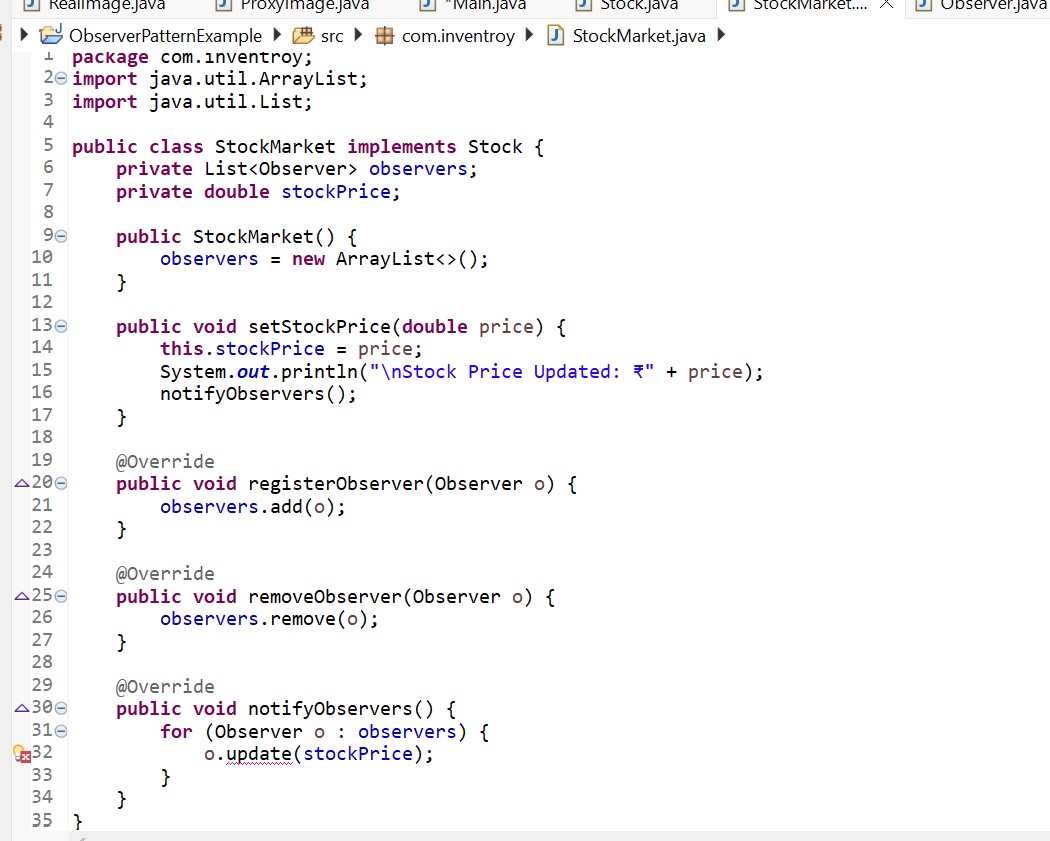 RealImage.java ProxyImage.java *Main.java Stock.java StockMarket.... Observer.java
ObserverPatternExample src com.inventroy StockMarket.java
1 package com.inventroy;
2 import java.util.ArrayList;
3 import java.util.List;
4
5 public class StockMarket implements Stock {
6 private List<Observer> observers;
7 private double stockPrice;
8
9 public StockMarket() {
10 observers = new ArrayList<>();
11 }
12
13 public void setStockPrice(double price) {
14 this.stockPrice = price;
15 System.out.println("\nStock Price Updated: ₹" + price);
16 notifyObservers();
17 }
18
19 @Override
20 public void registerObserver(Observer o) {
21 observers.add(o);
22 }
23
24 @Override
25 public void removeObserver(Observer o) {
26 observers.remove(o);
27 }
28
29 @Override
30 public void notifyObservers() {
31 for (Observer o : observers) {
32 o.update(stockPrice);
33 }
34 }
35 }